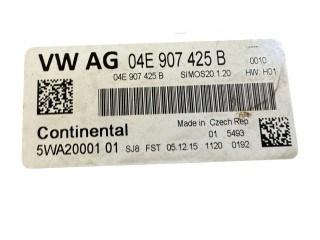 VW AG 04E 907 425 B 0010
04E 907 425 B SIMOS20.1.20 HW: H01
Made in Czech Rep
Continental 01 5493
5WA20001 01 SJ8 FST 05.12.15 1120 0192